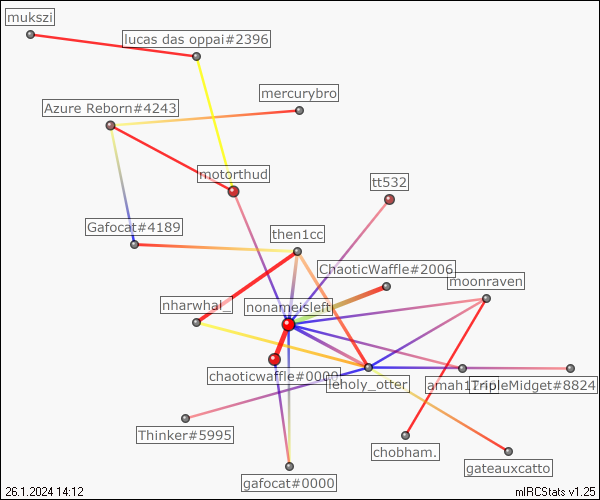 mukszi
lucas das oppai#2396
mercurybro
Azure Reborn#4243
motorthud
tt532
Gafocat#4189
then1cc
ChaoticWaffle#2006
moonraven
nharwhal_
nonameisleft
chaoticwaffle#0000
leholy_otter
TripleMidget#8824
Thinker#5995
chobham.
gateauxcatto
gafocat#0000
26.1.2024 14:12
mIRCStats v1.25